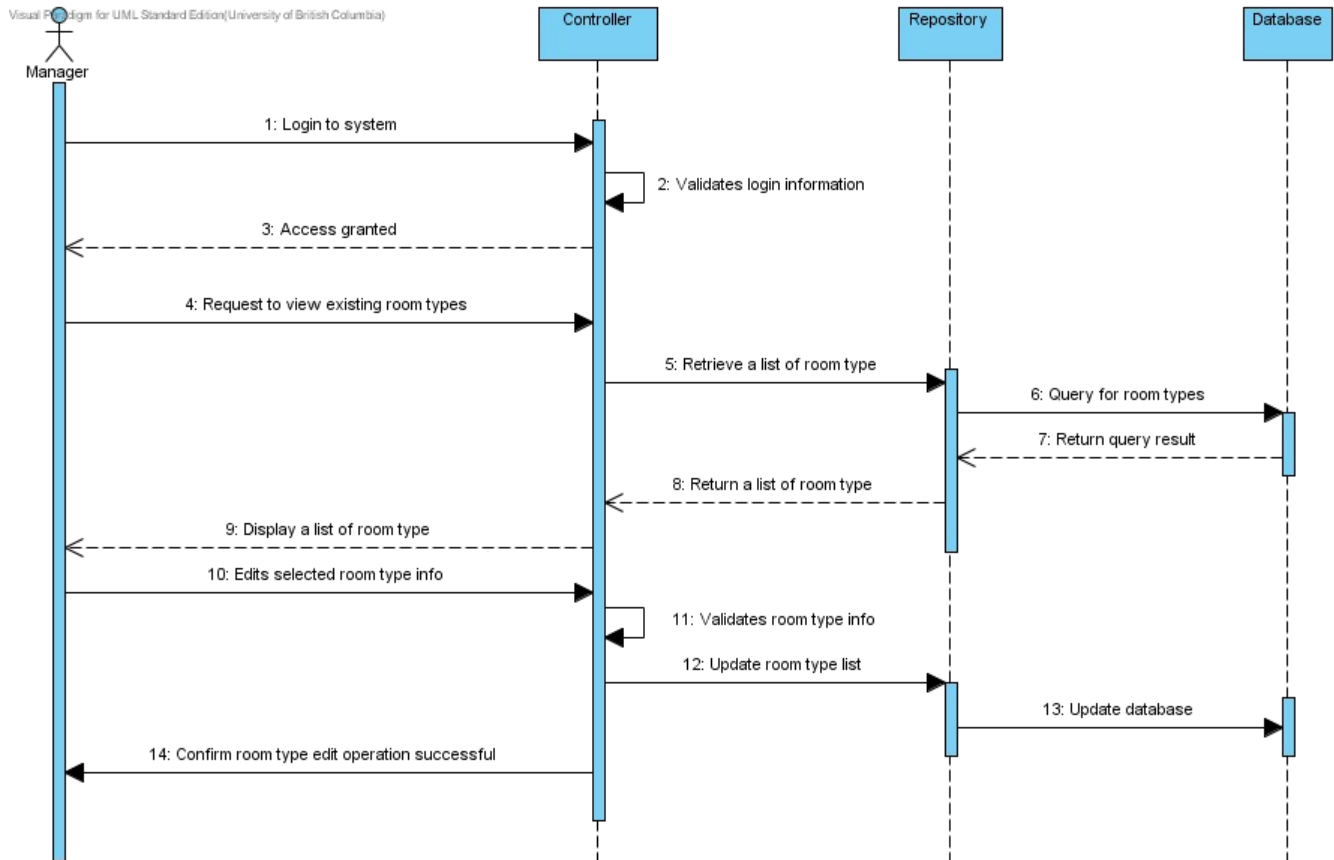 Visual Paradigm for UML Standard Edition(University of British Columbia)
Manager
Controller
Repository
Database
1: Login to system
2: Validates login information
3: Access granted
4: Request to view existing room types
5: Retrieve a list of room type
6: Query for room types
7: Return query result
8: Return a list of room type
9: Display a list of room type
10: Edits selected room type info
11: Validates room type info
12: Update room type list
13: Update database
14: Confirm room type edit operation successful